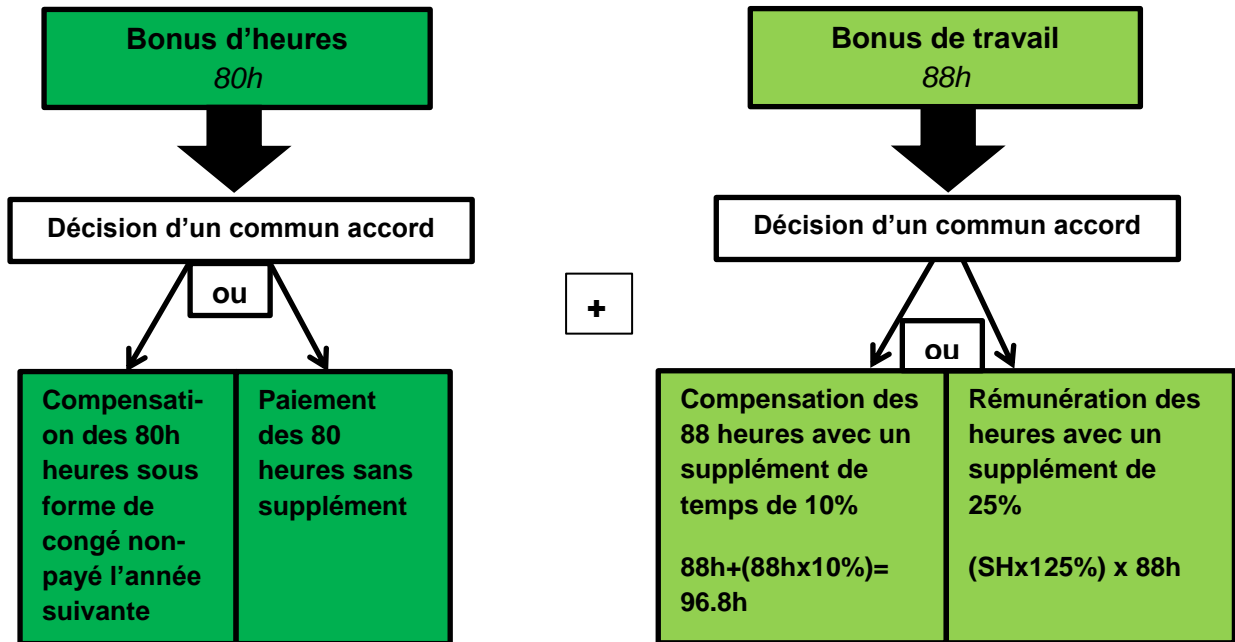 Bonus d’heures
80h
Décision d’un commun accord
ou
Compensati-
on des 80h
heures sous
forme de
congé non-
payé l’année
suivante
Paiement
des 80
heures sans
supplément
+
Bonus de travail
88h
Décision d’un commun accord
ou
Compensation des
88 heures avec un
supplément de
temps de 10%
88h+(88hx10%)=
96.8h
Rémunération des
heures avec un
supplément de
25%
(SHx125%) x 88h